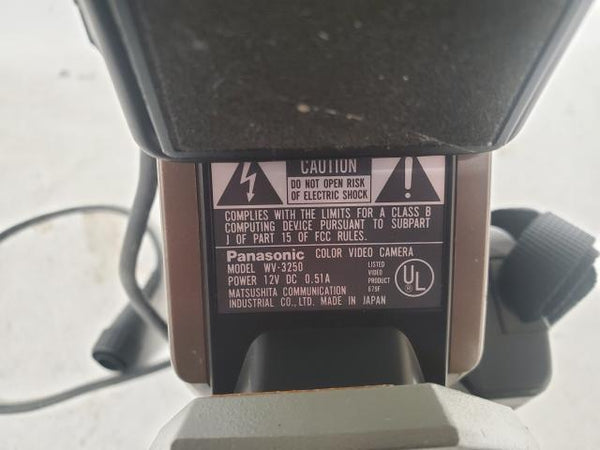 CAUTION
DO NOT OPEN RISK
OF ELECTRIC SHOCK
COMPLIES WITH THE LIMITS FOR A CLASS B
COMPUTING DEVICE PURSUANT TO SUBPART
J OF PART 15 OF FCC RULES.
Panasonic COLOR VIDEO CAMERA
MODEL WV-3250
POWER 12V DC 0.51A
MATSUSHITA COMMUNICATION
INDUSTRIAL CO., LTD. MADE IN JAPAN
LISTED
VIDEO
PRODUCT
679F
UL